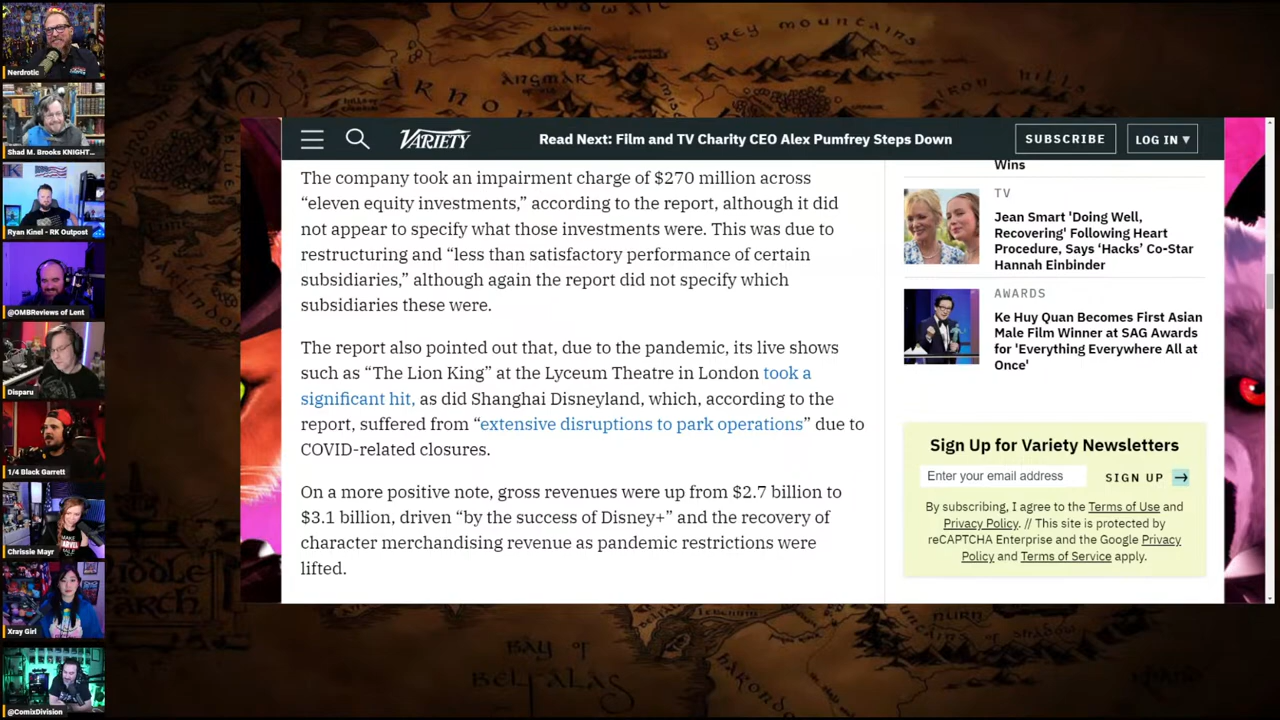 Nerdrotic
Shad M. Brooks KNIGHT...
Ryan Kinel - RK Outpost
@OMBReviews of Lent
Disparu
1/4 Black Garrett
Chrissie Mayr
Xray Girl
@ComixDivision
GREY MOUNTAINS
ANGMAR
IRON HILLS
VARIETY
Read Next: Film and TV Charity CEO Alex Pumfrey Steps Down
SUBSCRIBE
LOG IN ▾
The company took an impairment charge of $270 million across
“eleven equity investments,” according to the report, although it did
not appear to specify what those investments were. This was due to
restructuring and “less than satisfactory performance of certain
subsidiaries,” although again the report did not specify which
subsidiaries these were.
The report also pointed out that, due to the pandemic, its live shows
such as “The Lion King” at the Lyceum Theatre in London took a
significant hit, as did Shanghai Disneyland, which, according to the
report, suffered from “extensive disruptions to park operations” due to
COVID-related closures.
On a more positive note, gross revenues were up from $2.7 billion to
$3.1 billion, driven “by the success of Disney+” and the recovery of
character merchandising revenue as pandemic restrictions were
lifted.
Wins
TV
Jean Smart 'Doing Well,
Recovering' Following Heart
Procedure, Says ‘Hacks’ Co-Star
Hannah Einbinder
AWARDS
Ke Huy Quan Becomes First Asian
Male Film Winner at SAG Awards
for 'Everything Everywhere All at
Once'
Sign Up for Variety Newsletters
Enter your email address
SIGN UP →
By subscribing, I agree to the Terms of Use and
Privacy Policy. // This site is protected by
reCAPTCHA Enterprise and the Google Privacy
Policy and Terms of Service apply.
BAY OF
BELFALAS